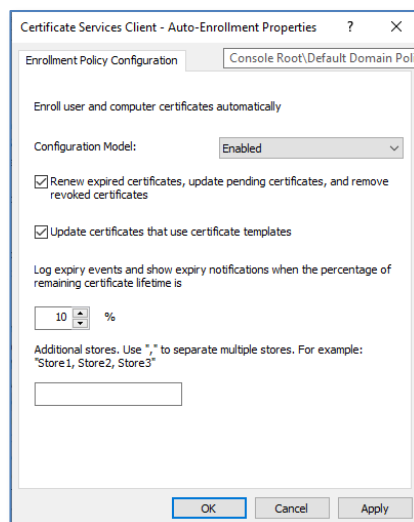 Certificate Services Client - Auto-Enrollment Properties ? ×
Enrollment Policy Configuration
Console Root\Default Domain Poli
Enroll user and computer certificates automatically
Configuration Model: Enabled
Renew expired certificates, update pending certificates, and remove
revoked certificates
Update certificates that use certificate templates
Log expiry events and show expiry notifications when the percentage of
remaining certificate lifetime is
10 %
Additional stores. Use "," to separate multiple stores. For example:
"Store1, Store2, Store3"
OK Cancel Apply